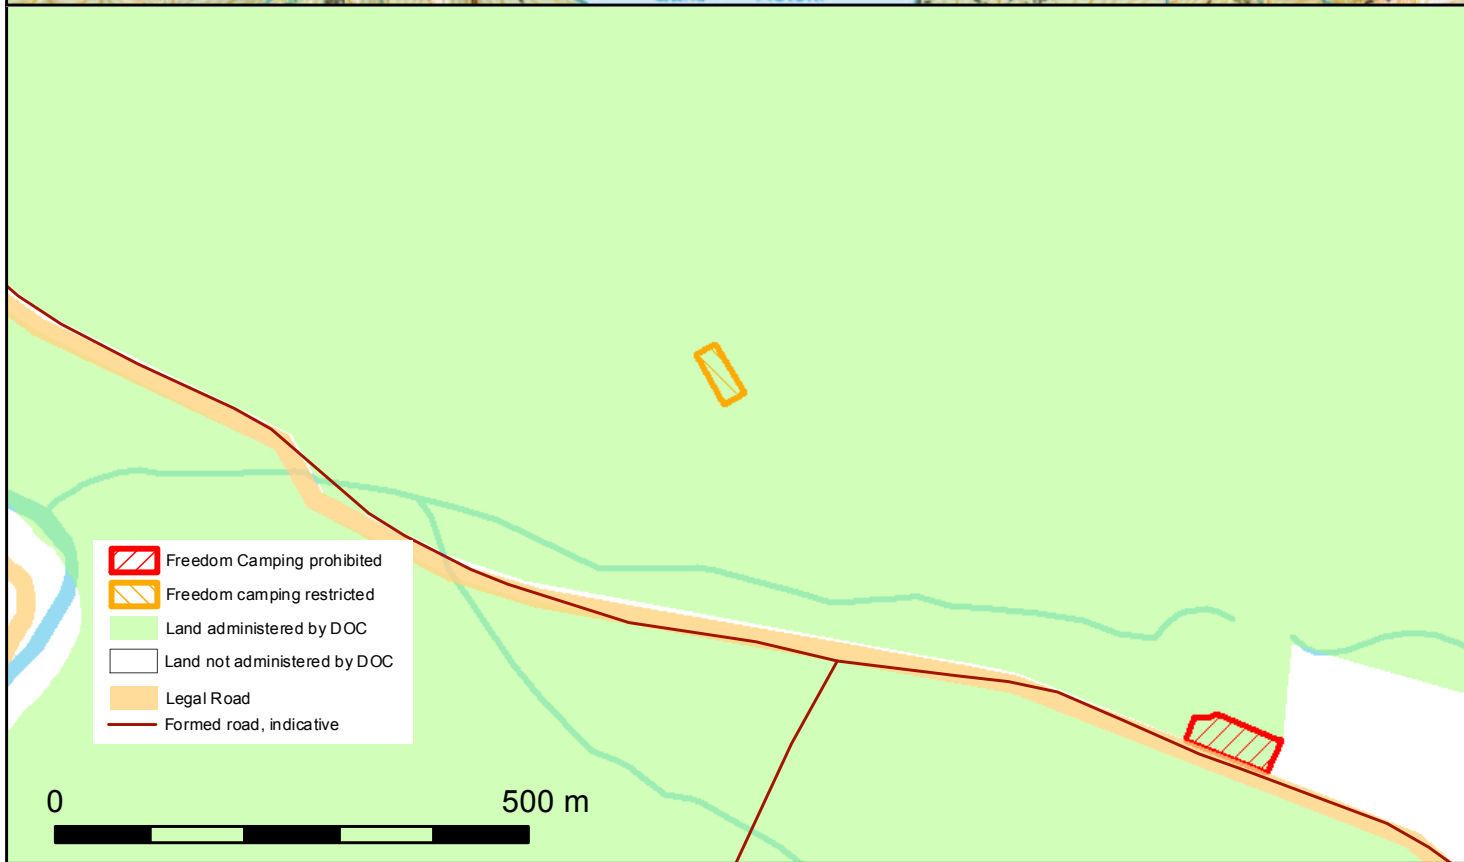 Freedom Camping prohibited
Freedom camping restricted
Land administered by DOC
Land not administered by DOC
Legal Road
Formed road, indicative
0 500 m